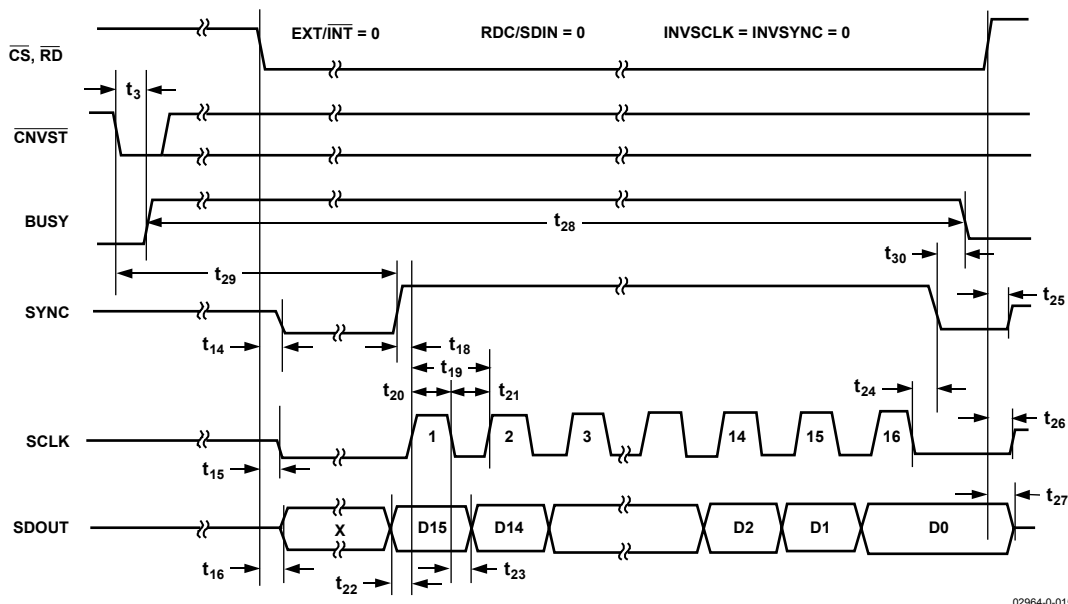 EXT/INT = 0 RDC/SDIN = 0 INVSCLK = INVSYNC = 0
CS, RD
t3
CNVST
BUSY
t28
t30
t29
SYNC
t25
t14
t18
t19
t20
t21
t24
SCLK
1 2 3 14 15 16
t26
t15
t27
SDOUT
X D15 D14 D2 D1 D0
t16
t22
t23